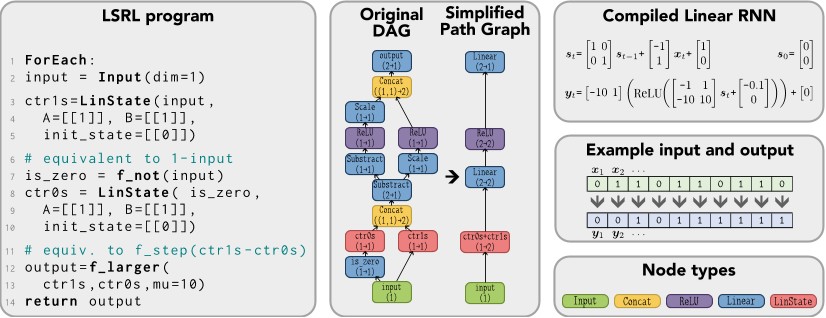 LSRL program
1 ForEach:
2 input = Input(dim=1)
3 ctr1s=LinState(input,
4 A=[[1]], B=[[1]],
5 init_state=[[0]])
6 # equivalent to 1-input
7 is_zero = f_not(input)
8 ctr0s = LinState( is_zero,
9 A=[[1]], B=[[1]],
10 init_state=[[0]])
11 # equiv. to f_step(ctr1s-ctr0s)
12 output=f_larger(
13 ctr1s,ctr0s,mu=10)
14 return output
Original
DAG
output
(2→1)
Concat
((1,1)→2)
Scale
(1→1)
ReLU
(1→1)
ReLU
(1→1)
Substract
(1→1)
Scale
(1→1)
Substract
(2→1)
Concat
((1,1)→2)
ctr0s
(1→1)
ctr1s
(1→1)
is_zero
(1→1)
input
(1)
Simplified
Path Graph
Linear
(2→1)
ReLU
(2→2)
Linear
(2→2)
ctr0s+ctr1s
(1→2)
input
(1)
Compiled Linear RNN
s_t = [1 0; 0 1] s_{t-1} + [-1; 1] x_t + [1; 0] s_0 = [0; 0]
y_t = [-10 1] (ReLU([-1 1; -10 10] s_t + [-0.1; 0])) + [0]
Example input and output
x₁ x₂ ...
0 1 0 1 1 0 1 1 0
0 0 0 1 1 1 1 1 1
y₁ y₂ ...
Node types
Input Concat ReLU Linear LinState